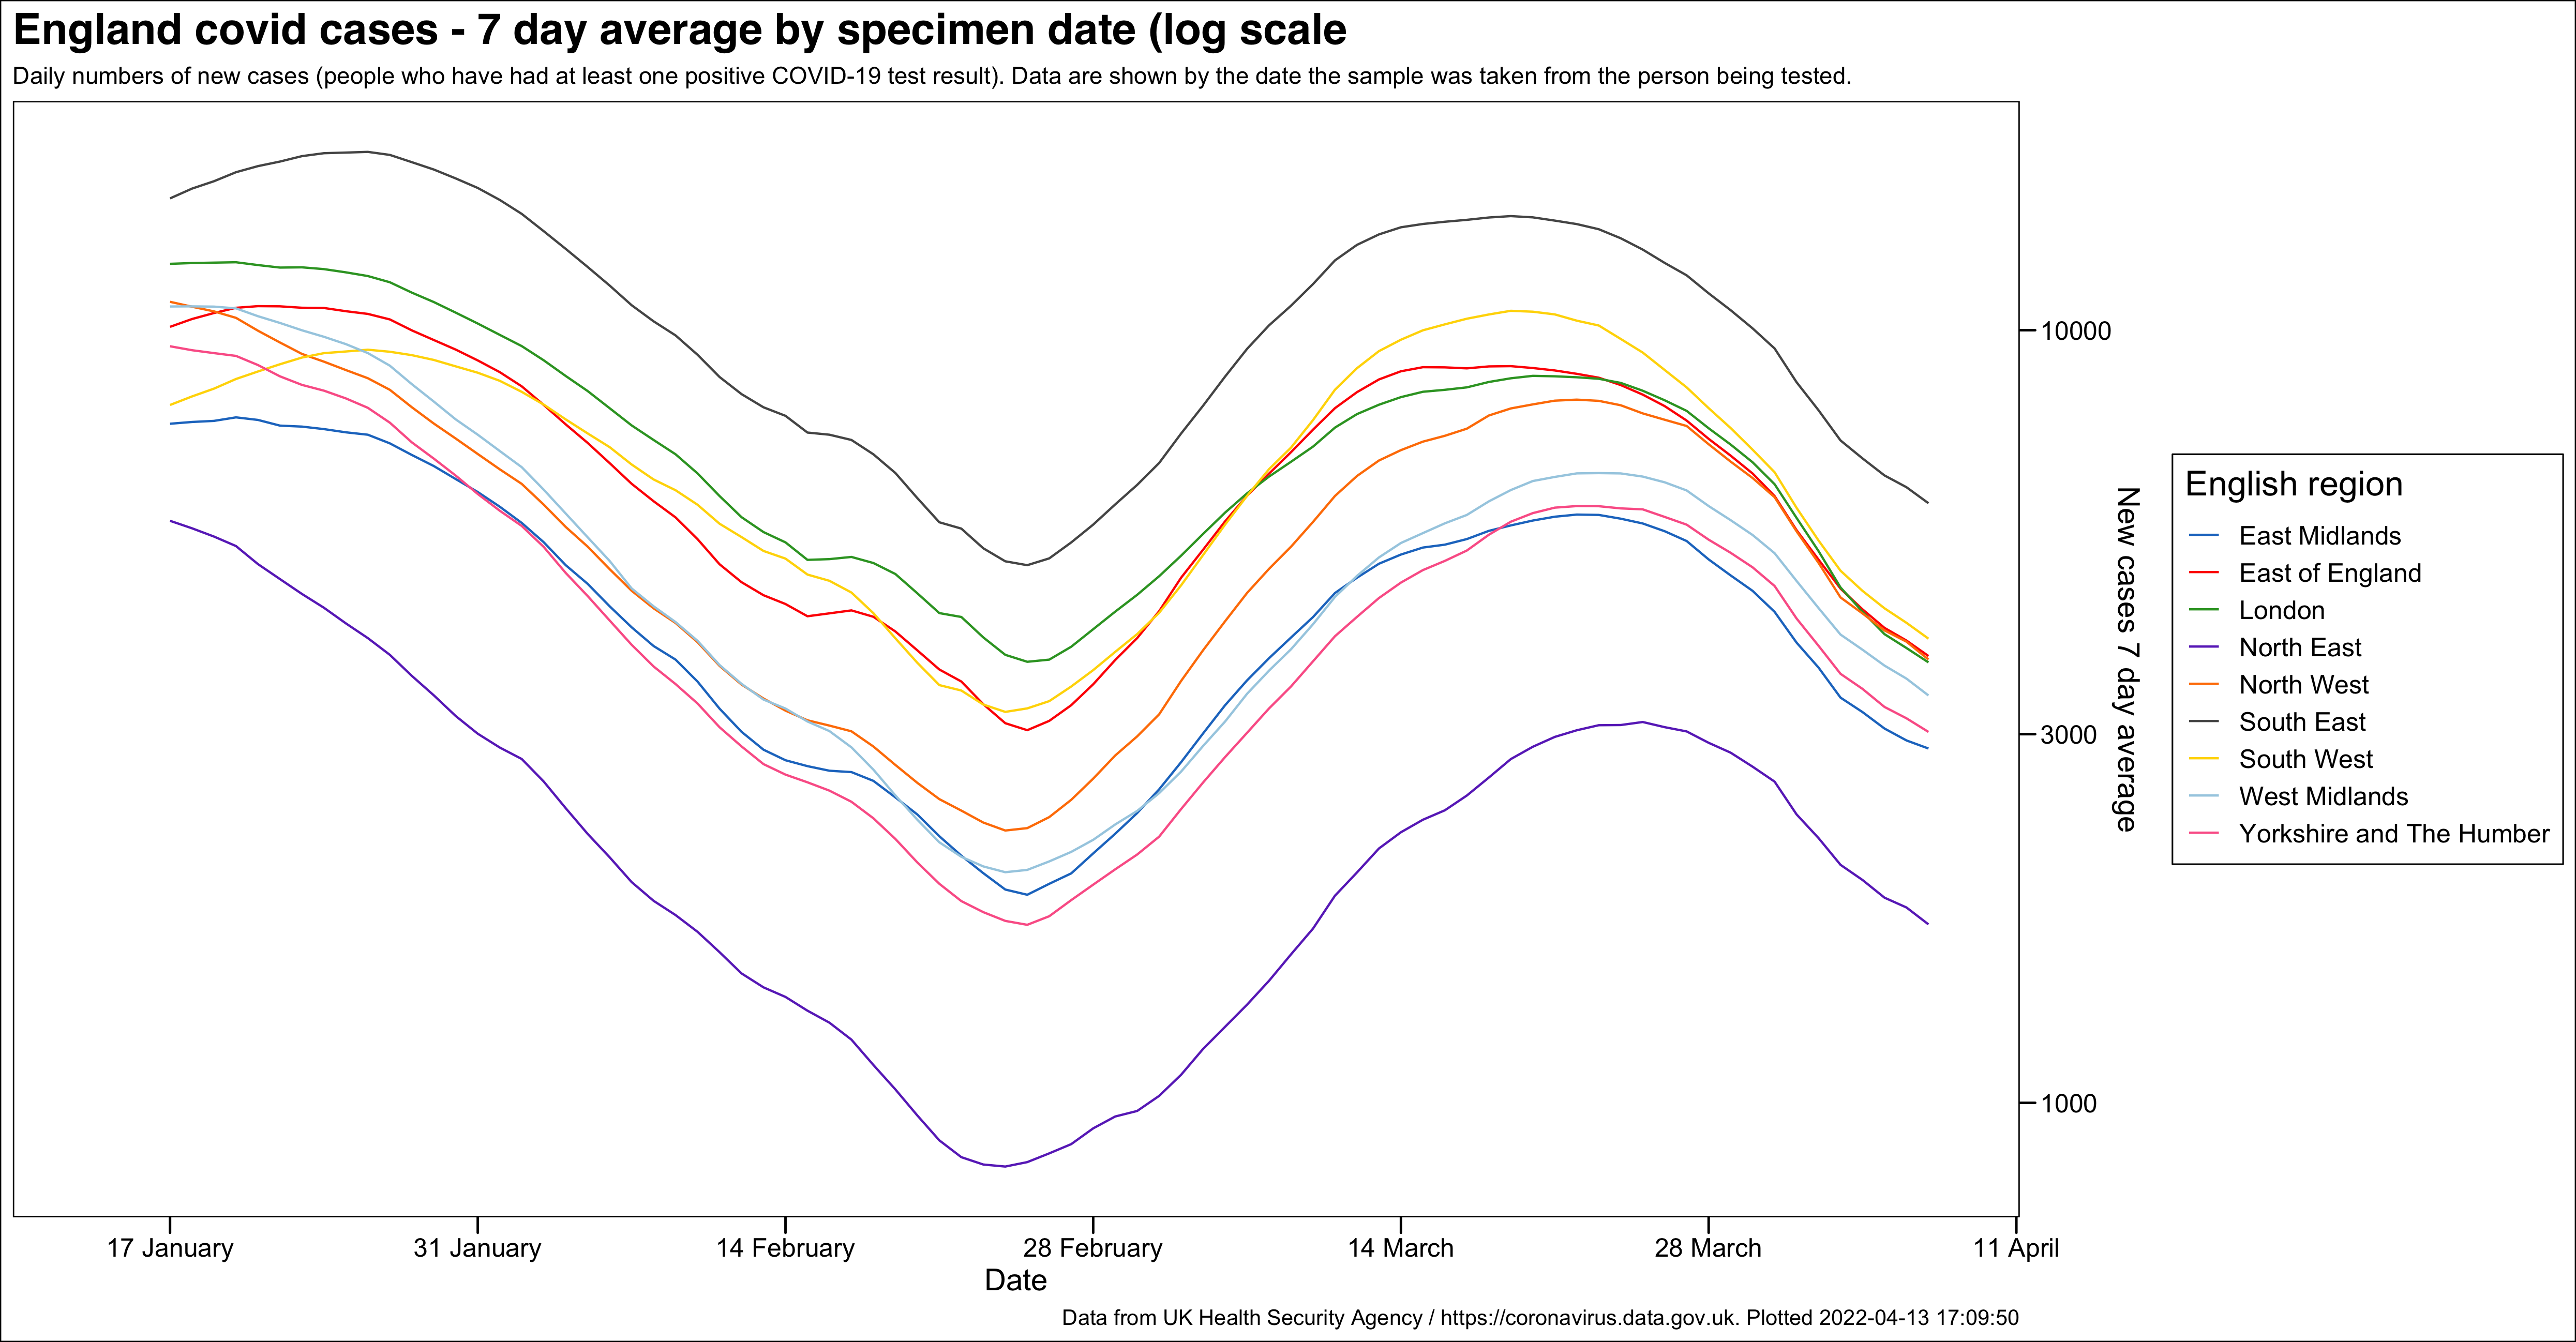 England covid cases - 7 day average by specimen date (log scale
Daily numbers of new cases (people who have had at least one positive COVID-19 test result). Data are shown by the date the sample was taken from the person being tested.
10000
3000
1000
New cases 7 day average
English region
East Midlands
East of England
London
North East
North West
South East
South West
West Midlands
Yorkshire and The Humber
17 January
31 January
14 February
28 February
14 March
28 March
11 April
Date
Data from UK Health Security Agency / https://coronavirus.data.gov.uk. Plotted 2022-04-13 17:09:50